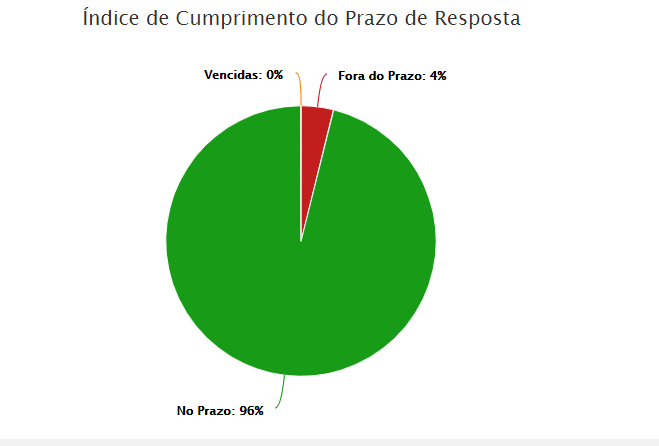 Índice de Cumprimento do Prazo de Resposta
Vencidas: 0%
Fora do Prazo: 4%
No Prazo: 96%